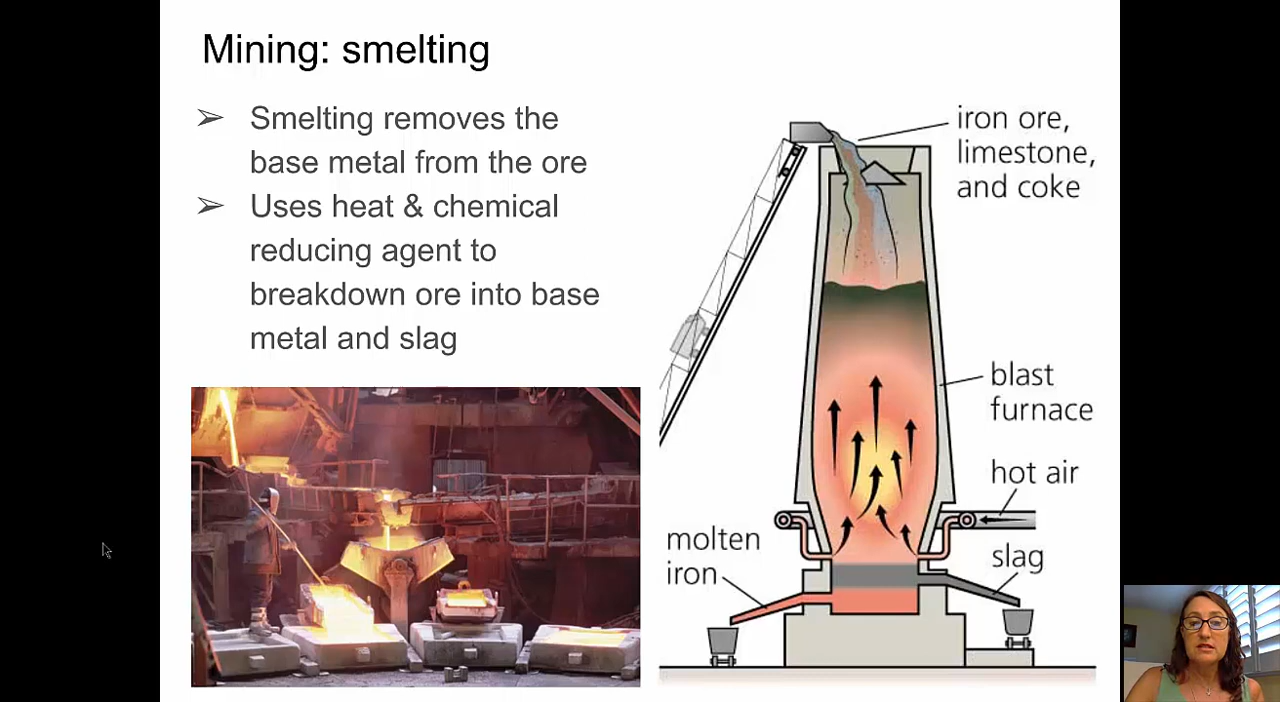 Mining: smelting
➢ Smelting removes the
base metal from the ore
➢ Uses heat & chemical
reducing agent to
breakdown ore into base
metal and slag
iron ore,
limestone,
and coke
blast
furnace
hot air
molten
iron
slag